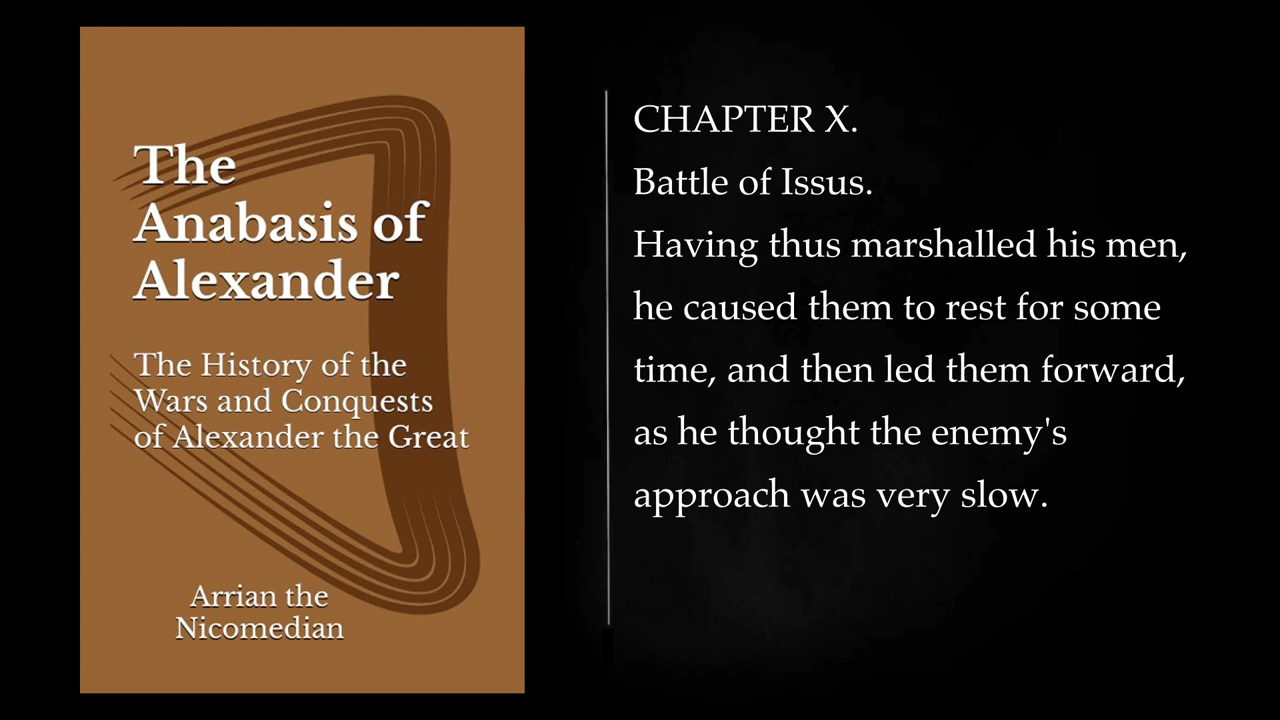 The
Anabasis of
Alexander
The History of the
Wars and Conquests
of Alexander the Great
Arrian the
Nicomedian
CHAPTER X.
Battle of Issus.
Having thus marshalled his men,
he caused them to rest for some
time, and then led them forward,
as he thought the enemy's
approach was very slow.